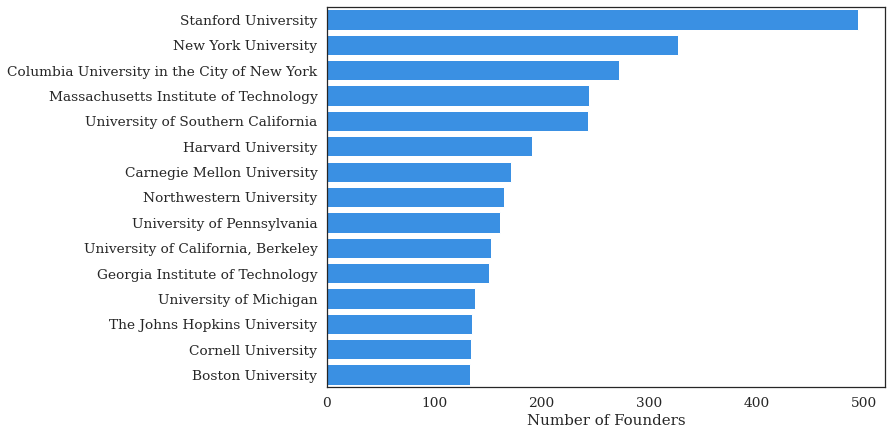 Stanford University
New York University
Columbia University in the City of New York
Massachusetts Institute of Technology
University of Southern California
Harvard University
Carnegie Mellon University
Northwestern University
University of Pennsylvania
University of California, Berkeley
Georgia Institute of Technology
University of Michigan
The Johns Hopkins University
Cornell University
Boston University
0 100 200 300 400 500
Number of Founders